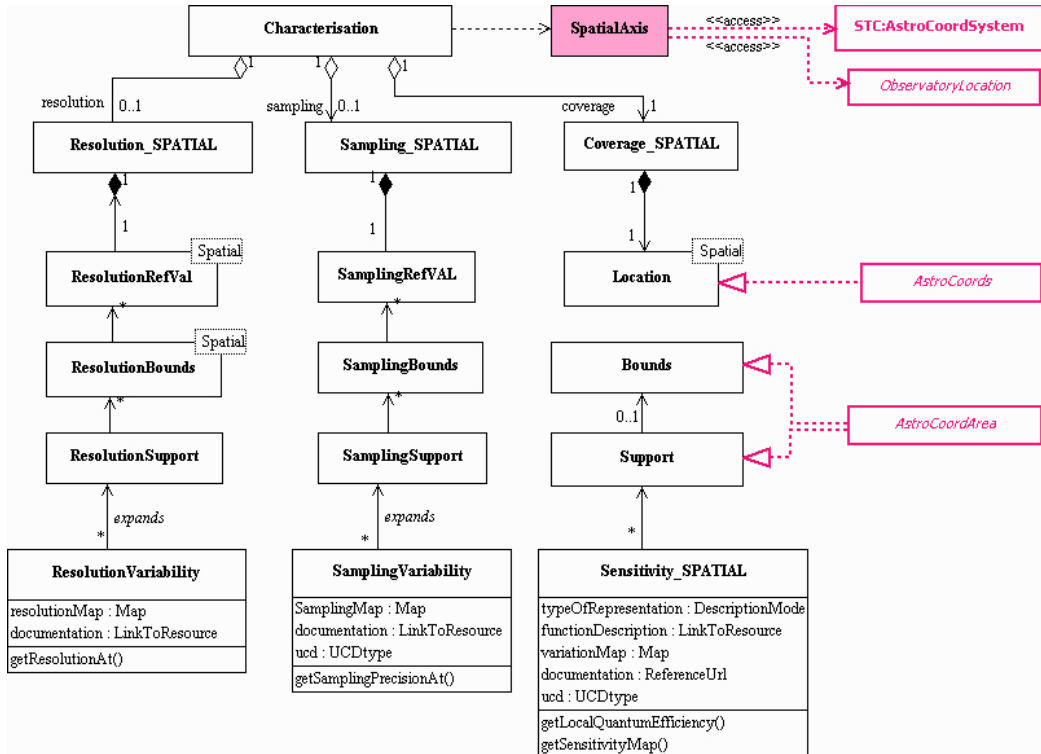 Characterisation
SpatialAxis
<<access>>
<<access>>
STC:AstroCoordSystem
ObservatoryLocation
1
1
1
resolution
0..1
sampling
0..1
coverage
1
Resolution_SPATIAL
Sampling_SPATIAL
Coverage_SPATIAL
1
1
1
1
1
1
Spatial
Spatial
ResolutionRefVal
SamplingRefVAL
Location
AstroCoords
*
*
Spatial
ResolutionBounds
SamplingBounds
Bounds
*
*
0..1
AstroCoordArea
ResolutionSupport
SamplingSupport
Support
expands
expands
*
*
*
ResolutionVariability
resolutionMap : Map
documentation : LinkToResource
getResolutionAt()
SamplingVariability
SamplingMap : Map
documentation : LinkToResource
ucd : UCDtype
getSamplingPrecisionAt()
Sensitivity_SPATIAL
typeOfRepresentation : DescriptionMode
functionDescription : LinkToResource
variationMap : Map
documentation : ReferenceUrl
ucd : UCDtype
getLocalQuantumEfficiency()
getSensitivityMap()